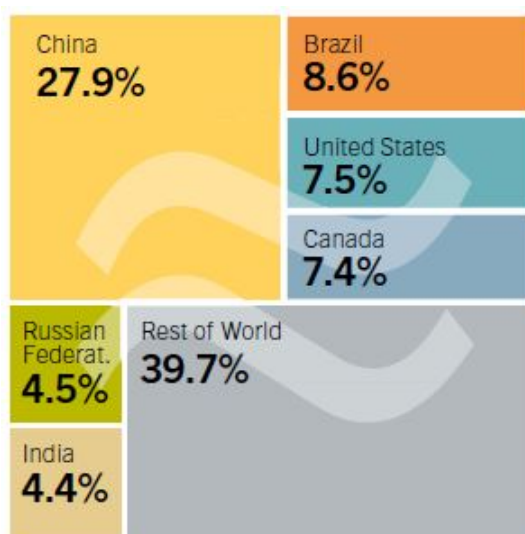 China
27.9%
Brazil
8.6%
United States
7.5%
Canada
7.4%
Russian
Federat.
4.5%
Rest of World
39.7%
India
4.4%